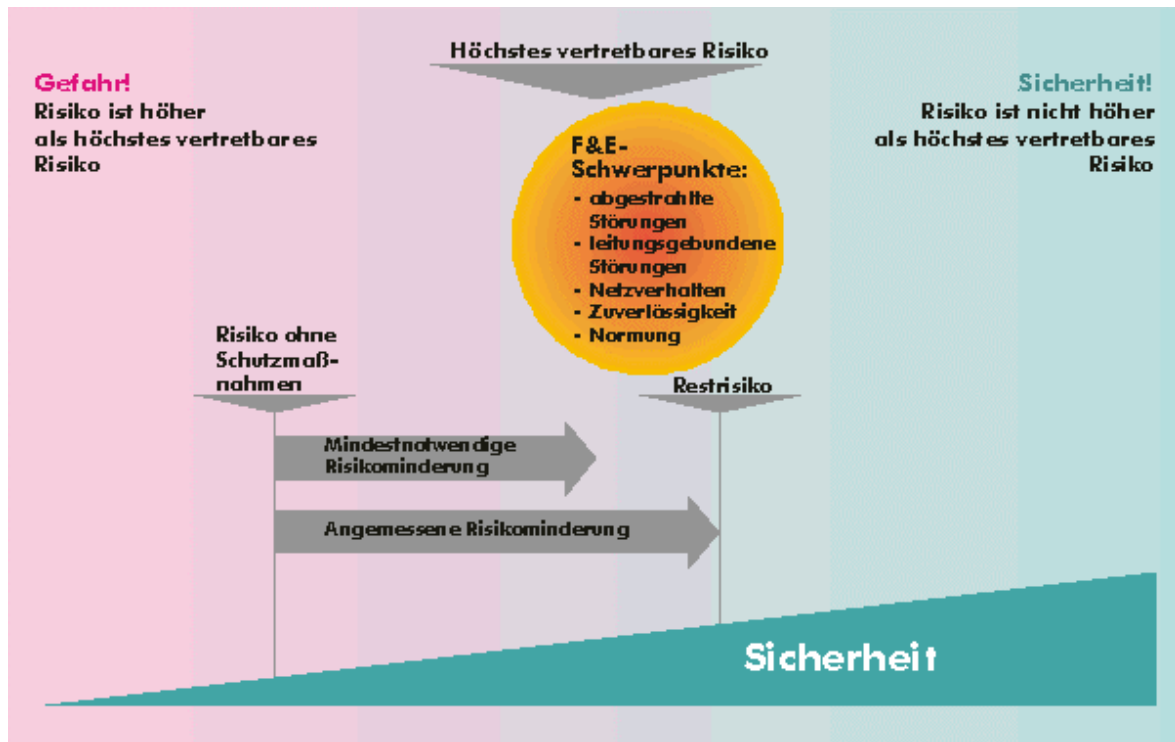 Höchstes vertretbares Risiko
Gefahr!
Risiko ist höher
als höchstes vertretbares
Risiko
Sicherheit!
Risiko ist nicht höher
als höchstes vertretbares
Risiko
F&E-
Schwerpunkte:
- abgestrahlte
Störungen
- leitungsgebundene
Störungen
- Netzverhalten
- Zuverlässigkeit
- Normung
Risiko ohne
Schutzmaß-
nahmen
Restrisiko
Mindestnotwendige
Risikominderung
Angemessene Risikominderung
Sicherheit